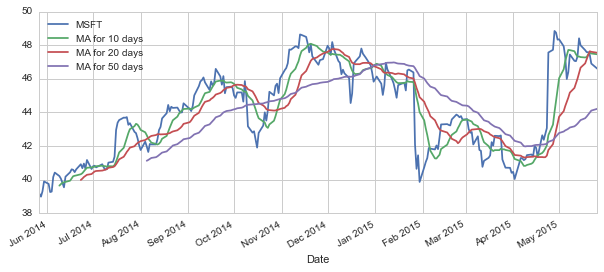 50
48
46
44
42
40
38
MSFT
MA for 10 days
MA for 20 days
MA for 50 days
Jun 2014
Jul 2014
Aug 2014
Sep 2014
Oct 2014
Nov 2014
Dec 2014
Jan 2015
Feb 2015
Mar 2015
Apr 2015
May 2015
Date